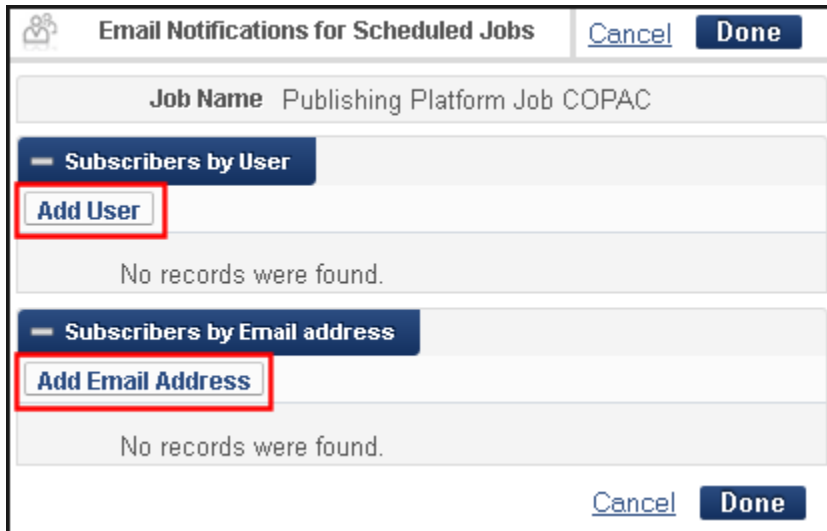 Email Notifications for Scheduled Jobs Cancel Done
Job Name Publishing Platform Job COPAC
Subscribers by User
Add User
No records were found.
Subscribers by Email address
Add Email Address
No records were found.
Cancel Done